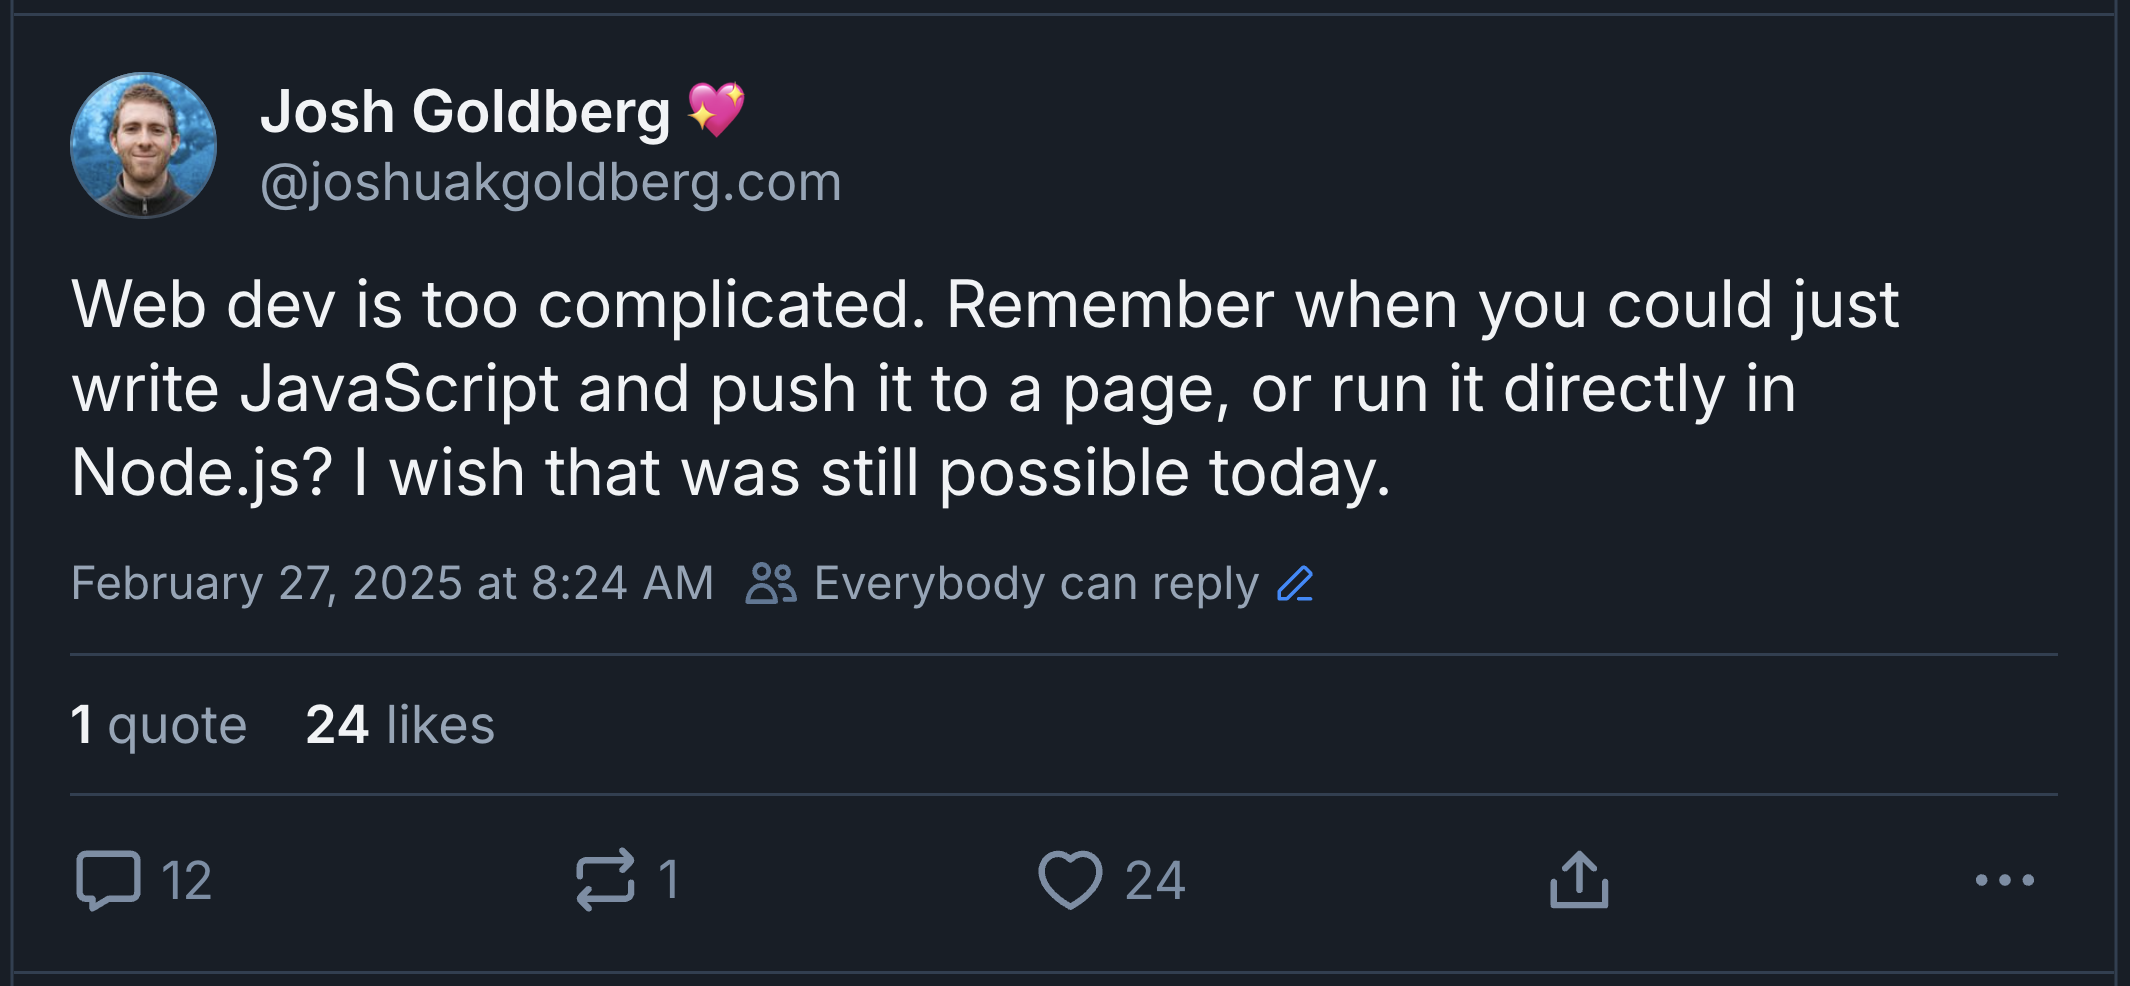 Josh Goldberg 💖
@joshuakgoldberg.com
Web dev is too complicated. Remember when you could just
write JavaScript and push it to a page, or run it directly in
Node.js? I wish that was still possible today.
February 27, 2025 at 8:24 AM Everybody can reply
1 quote 24 likes
12 1 24